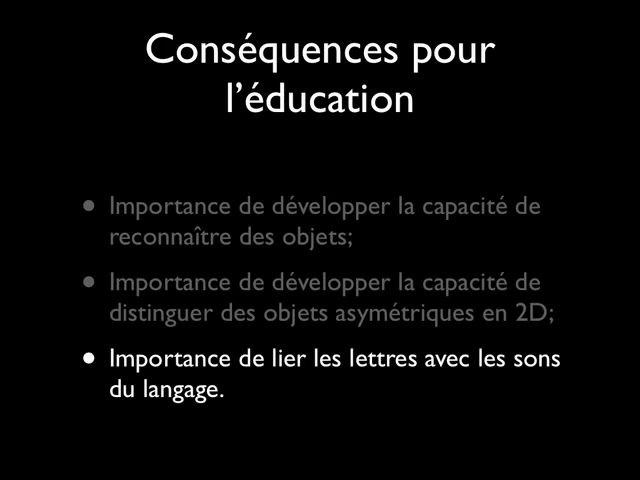 Conséquences pour
l’éducation
• Importance de développer la capacité de
reconnaître des objets;
• Importance de développer la capacité de
distinguer des objets asymétriques en 2D;
• Importance de lier les lettres avec les sons
du langage.